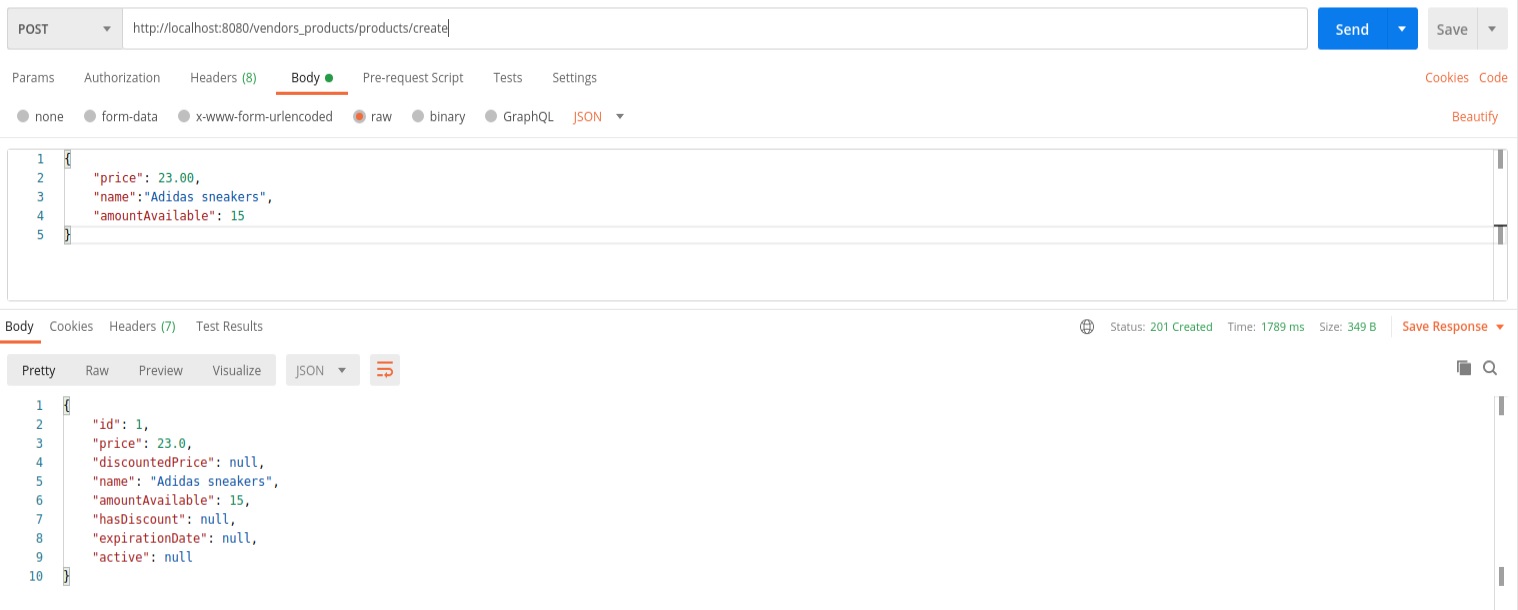 POST http://localhost:8080/vendors_products/products/create Send Save
Params Authorization Headers (8) Body Pre-request Script Tests Settings Cookies Code
none form-data x-www-form-urlencoded raw binary GraphQL JSON Beautify
1 {
2 "price": 23.00,
3 "name":"Adidas sneakers",
4 "amountAvailable": 15
5 }
Body Cookies Headers (7) Test Results Status: 201 Created Time: 1789 ms Size: 349 B Save Response
Pretty Raw Preview Visualize JSON
1 {
2 "id": 1,
3 "price": 23.0,
4 "discountedPrice": null,
5 "name": "Adidas sneakers",
6 "amountAvailable": 15,
7 "hasDiscount": null,
8 "expirationDate": null,
9 "active": null
10 }